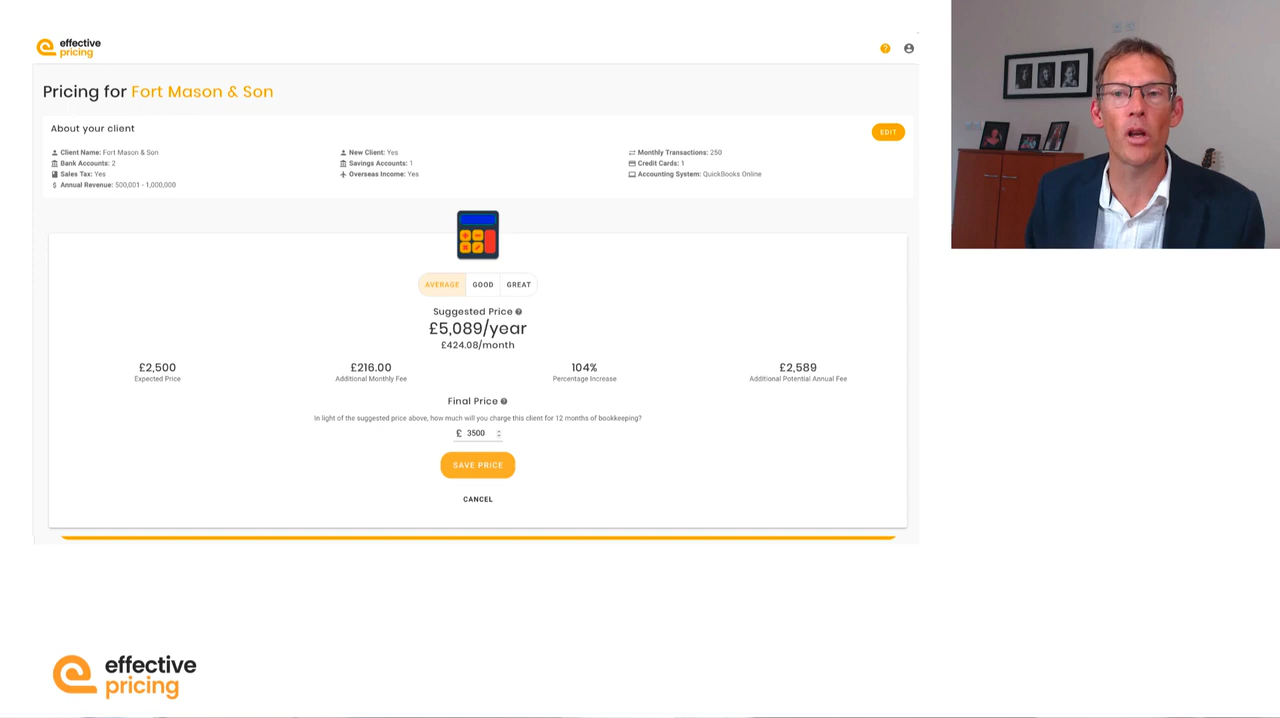 effective
pricing
Pricing for Fort Mason & Son
About your client
EDIT
Client Name: Fort Mason & Son
New Client: Yes
Monthly Transactions: 250
Bank Accounts: 2
Savings Accounts: 1
Credit Cards: 1
Sales Tax: Yes
Overseas Income: Yes
Accounting System: QuickBooks Online
$ Annual Revenue: 500,001 - 1,000,000
AVERAGE GOOD GREAT
Suggested Price ?
£5,089/year
£424.08/month
£2,500
Expected Price
£216.00
Additional Monthly Fee
104%
Percentage Increase
£2,589
Additional Potential Annual Fee
Final Price ?
In light of the suggested price above, how much will you charge this client for 12 months of bookkeeping?
£ 3500
SAVE PRICE
CANCEL
effective
pricing